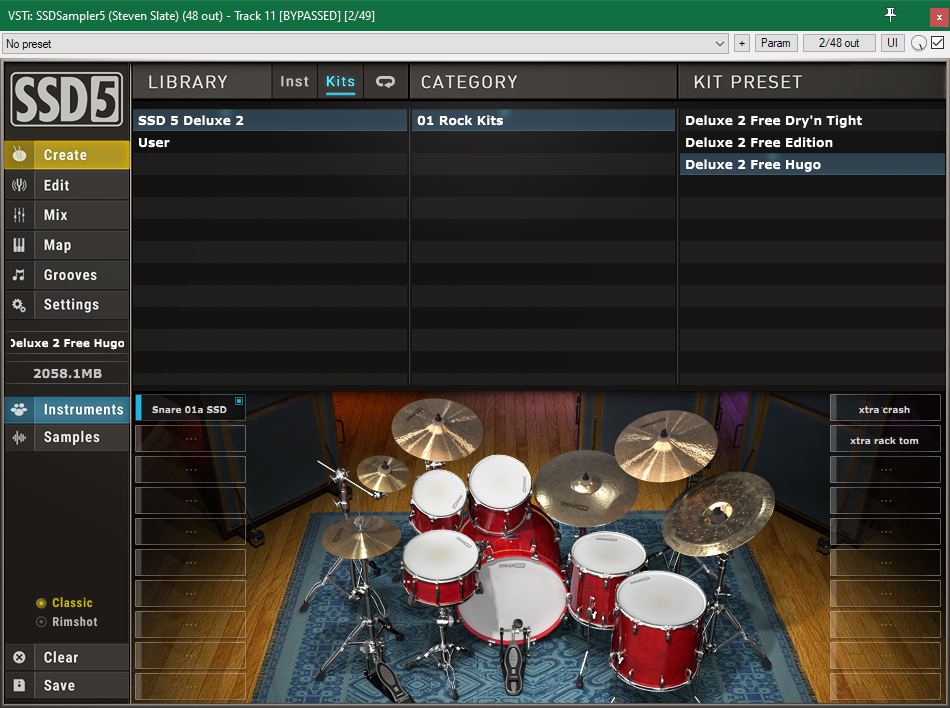 VSTi: SSDSampler5 (Steven Slate) (48 out) - Track 11 [BYPASSED] [2/49]
x
No preset
+
Param
2/48 out
UI
SSD5
LIBRARY
Inst
Kits
CATEGORY
KIT PRESET
SSD 5 Deluxe 2
User
01 Rock Kits
Deluxe 2 Free Dry'n Tight
Deluxe 2 Free Edition
Deluxe 2 Free Hugo
Create
Edit
Mix
Map
Grooves
Settings
Deluxe 2 Free Hugo
2058.1MB
Instruments
Samples
Classic
Rimshot
Clear
Save
Snare 01a SSD
---
---
---
---
---
---
---
---
---
xtra crash
xtra rack tom
---
---
---
---
---
---
---
---